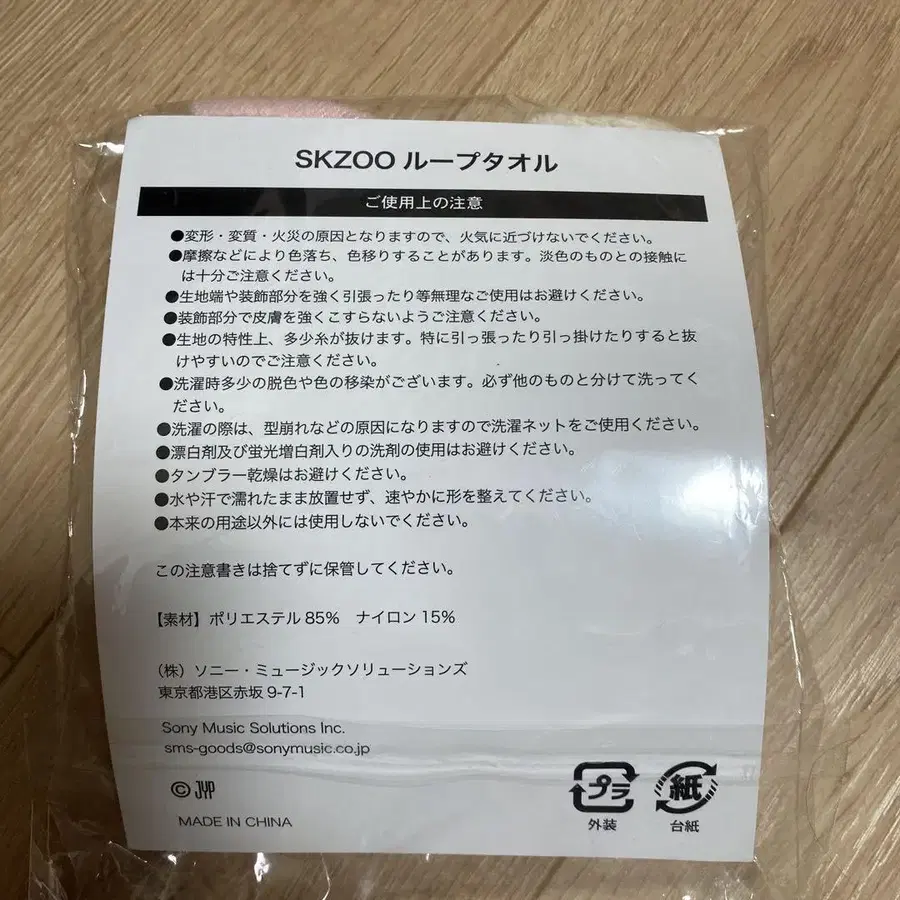 SKZOO ループタオル
ご使用上の注意
●変形・変質・火災の原因となりますので、火気に近づけないでください。
●摩擦などにより色落ち、色移りすることがあります。淡色のものとの接触に
は十分ご注意ください。
●生地端や装飾部分を強く引張ったり等無理なご使用はお避けください。
●装飾部分で皮膚を強くこすらないようご注意ください。
●生地の特性上、多少糸が抜けます。特に引っ張ったり引っ掛けたりすると抜
けやすいのでご注意ください。
●洗濯時多少の脱色や色の移染がございます。必ず他のものと分けて洗ってく
ださい。
●洗濯の際は、型崩れなどの原因になりますので洗濯ネットをご使用ください。
●漂白剤及び蛍光増白剤入りの洗剤の使用はお避けください。
●タンブラー乾燥はお避けください。
●水や汗で濡れたまま放置せず、速やかに形を整えてください。
●本来の用途以外には使用しないでください。
この注意書きは捨てずに保管してください。
【素材】ポリエステル 85% ナイロン 15%
（株）ソニー・ミュージックソリューションズ
東京都港区赤坂 9-7-1
Sony Music Solutions Inc.
sms-goods@sonymusic.co.jp
© JYP
MADE IN CHINA
プラ 紙
外装 台紙